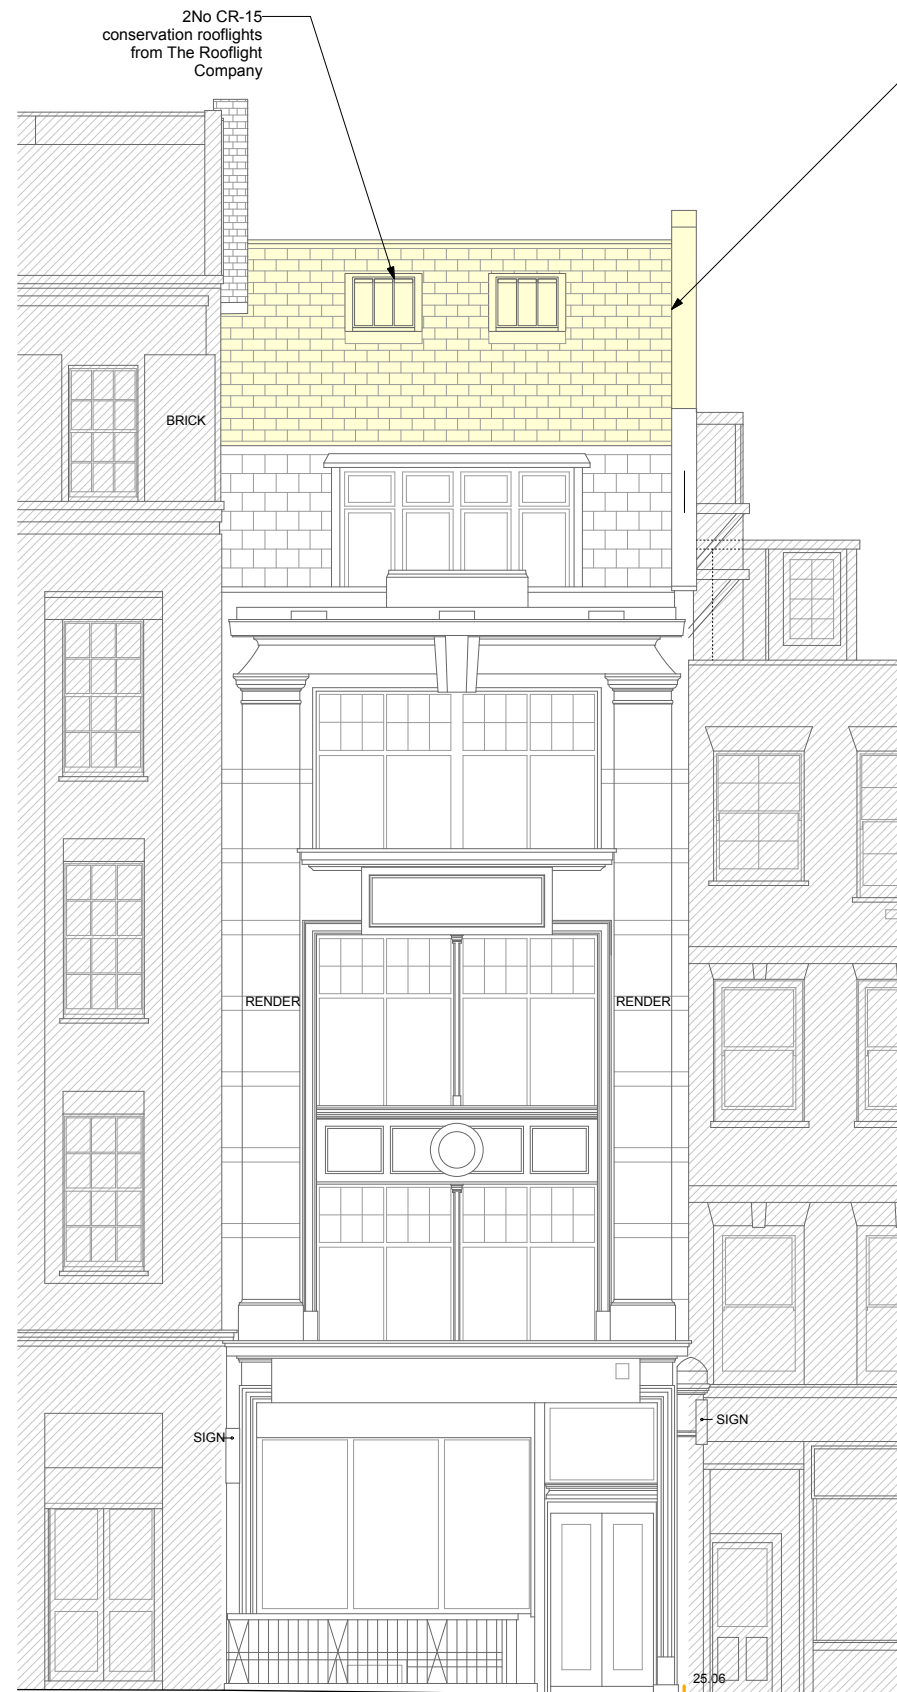 2No CR-15
conservation rooflights
from The Rooflight
Company
BRICK
RENDER
RENDER
SIGN
SIGN
25.06